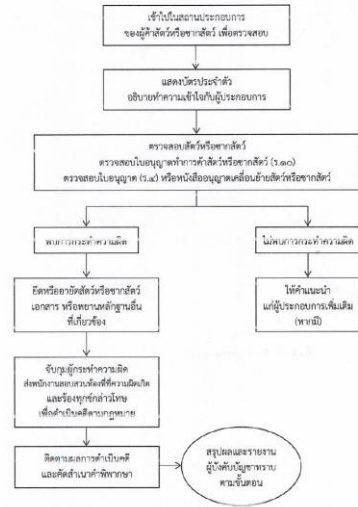 เข้าไปในสถานประกอบการ
ของผู้ค้าสัตว์หรือซากสัตว์ เพื่อตรวจสอบ
แสดงบัตรประจำตัว
อธิบายทำความเข้าใจกับผู้ประกอบการ
ตรวจสอบสัตว์หรือซากสัตว์
ตรวจสอบใบอนุญาตทำการค้าสัตว์หรือซากสัตว์ (ร.๑๐)
ตรวจสอบใบอนุญาต (ร.๔) หรือหนังสืออนุญาตเคลื่อนย้ายสัตว์หรือซากสัตว์
พบการกระทำความผิด
ไม่พบการกระทำความผิด
ยึดหรืออายัดสัตว์หรือซากสัตว์
เอกสาร หรือพยานหลักฐานอื่น
ที่เกี่ยวข้อง
ให้คำแนะนำ
แก่ผู้ประกอบการเพิ่มเติม
(หากมี)
จับกุมผู้กระทำความผิด
ส่งพนักงานสอบสวนท้องที่ที่ความผิดเกิด
และร้องทุกข์กล่าวโทษ
เพื่อดำเนินคดีตามกฎหมาย
ติดตามผลการดำเนินคดี
และคัดสำเนาคำพิพากษา
สรุปผลและรายงาน
ผู้บังคับบัญชาทราบ
ตามขั้นตอน